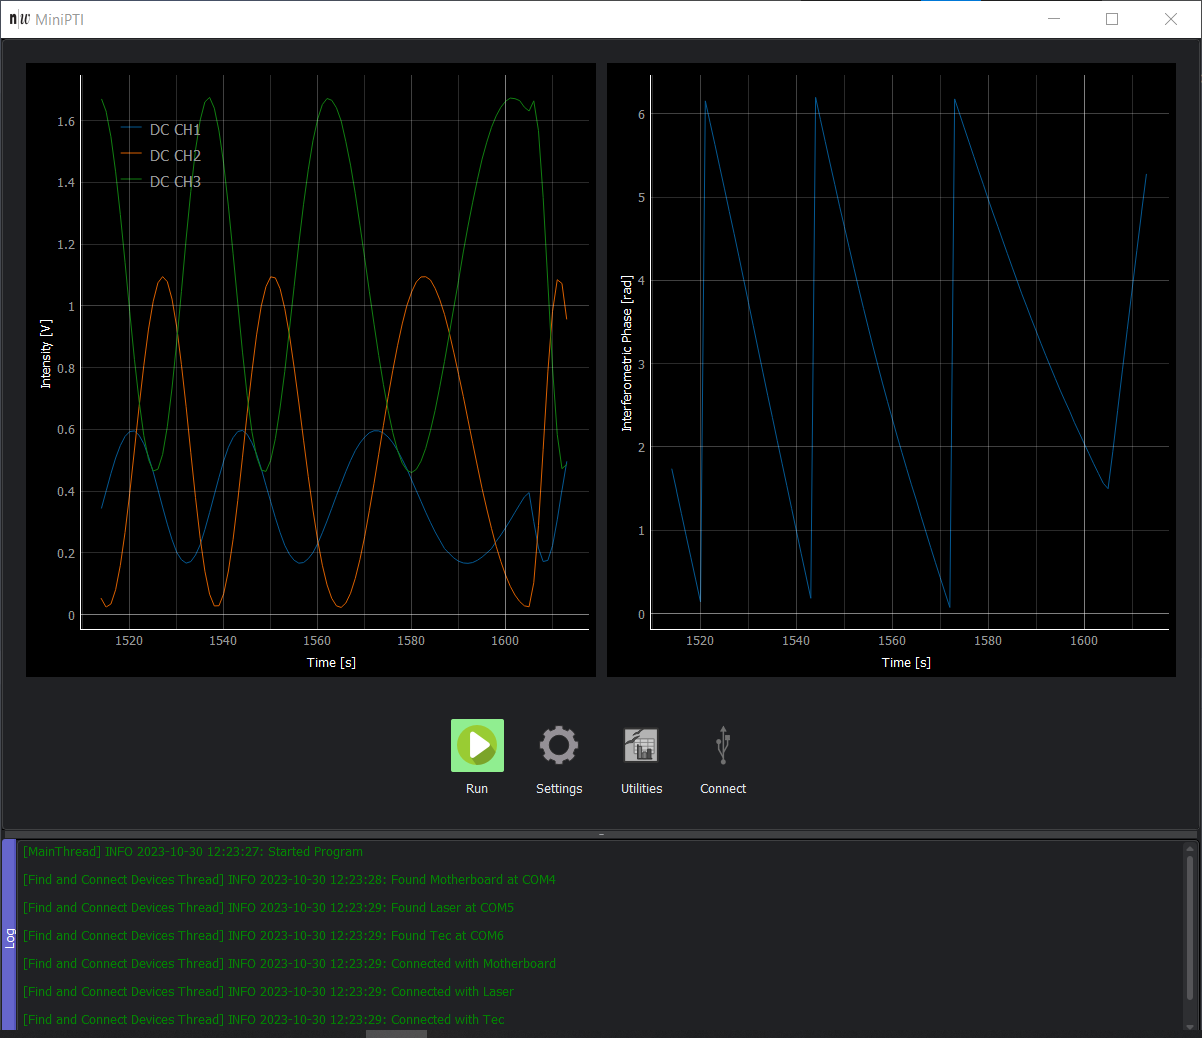 n|w MiniPTI
DC CH1
DC CH2
DC CH3
1.6
1.4
1.2
1
0.8
0.6
0.4
0.2
0
Intensity [V]
1520 1540 1560 1580 1600
Time [s]
6
5
4
3
2
1
0
Interferometric Phase [rad]
1520 1540 1560 1580 1600
Time [s]
Run Settings Utilities Connect
Log
[MainThread] INFO 2023-10-30 12:23:27: Started Program
[Find and Connect Devices Thread] INFO 2023-10-30 12:23:28: Found Motherboard at COM4
[Find and Connect Devices Thread] INFO 2023-10-30 12:23:29: Found Laser at COM5
[Find and Connect Devices Thread] INFO 2023-10-30 12:23:29: Found Tec at COM6
[Find and Connect Devices Thread] INFO 2023-10-30 12:23:29: Connected with Motherboard
[Find and Connect Devices Thread] INFO 2023-10-30 12:23:29: Connected with Laser
[Find and Connect Devices Thread] INFO 2023-10-30 12:23:29: Connected with Tec